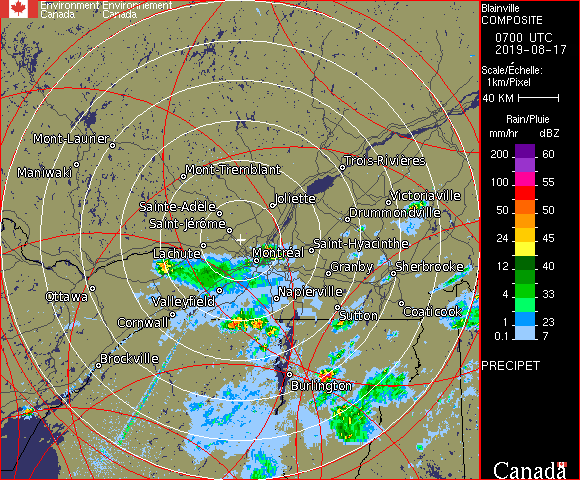 Environment Environnement
Canada Canada
Blainville
COMPOSITE
0700 UTC
2019-08-17
Scale/Échelle:
1km/Pixel
40 KM
Rain/Pluie
mm/hr dBZ
200 60
100 55
50 50
24 45
12 40
4 33
1 23
0.1 7
PRECIPET
Mont-Laurier
Maniwaki
Mont-Tremblant
Trois-Rivières
Joliette
Victoriaville
Sainte-Adèle
Drummondville
Saint-Jérôme
Saint-Hyacinthe
Lachute
Montréal
Granby
Sherbrooke
Ottawa
Valleyfield
Napierville
Cornwall
Sutton
Coaticook
Brockville
Burlington
Canada